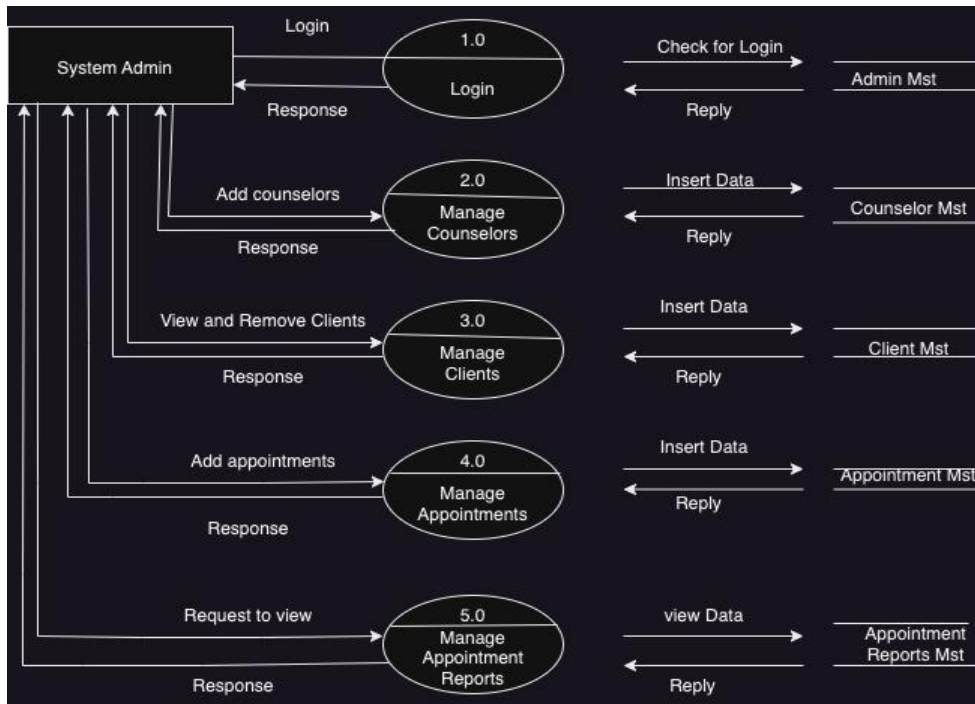 Login
System Admin
1.0
Login
Check for Login
Admin Mst
Response
Reply
Add counselors
2.0
Manage
Counselors
Insert Data
Counselor Mst
Response
Reply
View and Remove Clients
3.0
Manage
Clients
Insert Data
Client Mst
Response
Reply
Add appointments
4.0
Manage
Appointments
Insert Data
Appointment Mst
Response
Reply
Request to view
5.0
Manage
Appointment
Reports
view Data
Appointment
Reports Mst
Response
Reply